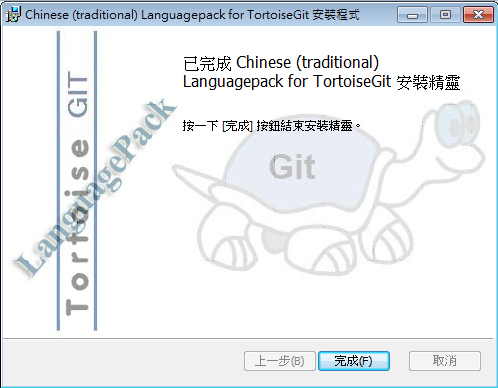 Chinese (traditional) Languagepack for TortoiseGit 安裝程式
已完成 Chinese (traditional)
Languagepack for TortoiseGit 安裝精靈
按一下 [完成] 按鈕結束安裝精靈。
Tortoise GIT
LanguagePack
Git
上一步(B)
完成(F)
取消